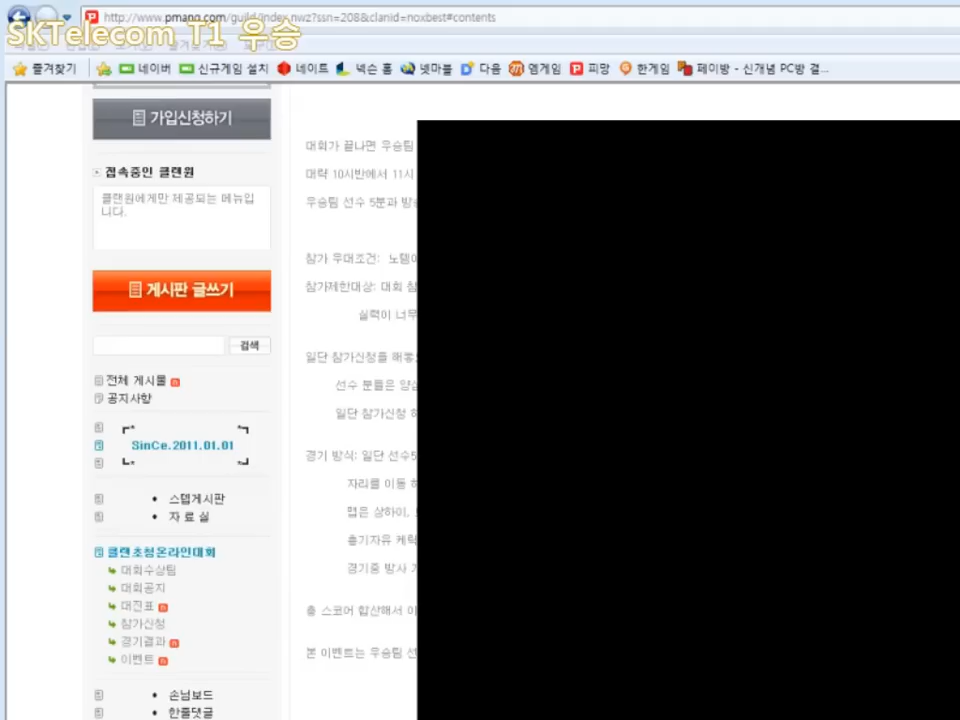 http://www.pmang.com/guild/index.nwz?ssn=208&clanid=noxbest#contents
SKTelecom T1 우승
즐겨찾기 네이버 신규게임 설치 네이트 넥슨 홈 넷마블 다음 엠게임 피망 한게임 페이방 - 신개념 PC방 결...
가입신청하기
접속중인 클랜원
클랜원에게만 제공되는 메뉴입
니다.
게시판 글쓰기
검색
전체 게시물
공지사항
SinCe.2011.01.01
• 스텝게시판
• 자 료 실
클랜초청온라인대회
대회수상팀
대회공지
대진표
참가신청
경기결과
이벤트
• 손님보드
• 한줄댓글
대회가 끝나면 우승팀
대략 10시반에서 11시
우승팀 선수 5분과 방송
참가 우대조건: 노템
참가제한대상: 대회 참
실력이 너무
일단 참가신청을 해놓
선수 분들은 양
일단 참가신청 하
경기 방식: 일단 선수5
자리를 이동 하
맵은 상하이,
총기자유 케릭
경기중 방사
총 스코어 합산해서 이
본 이벤트는 우승팀 선